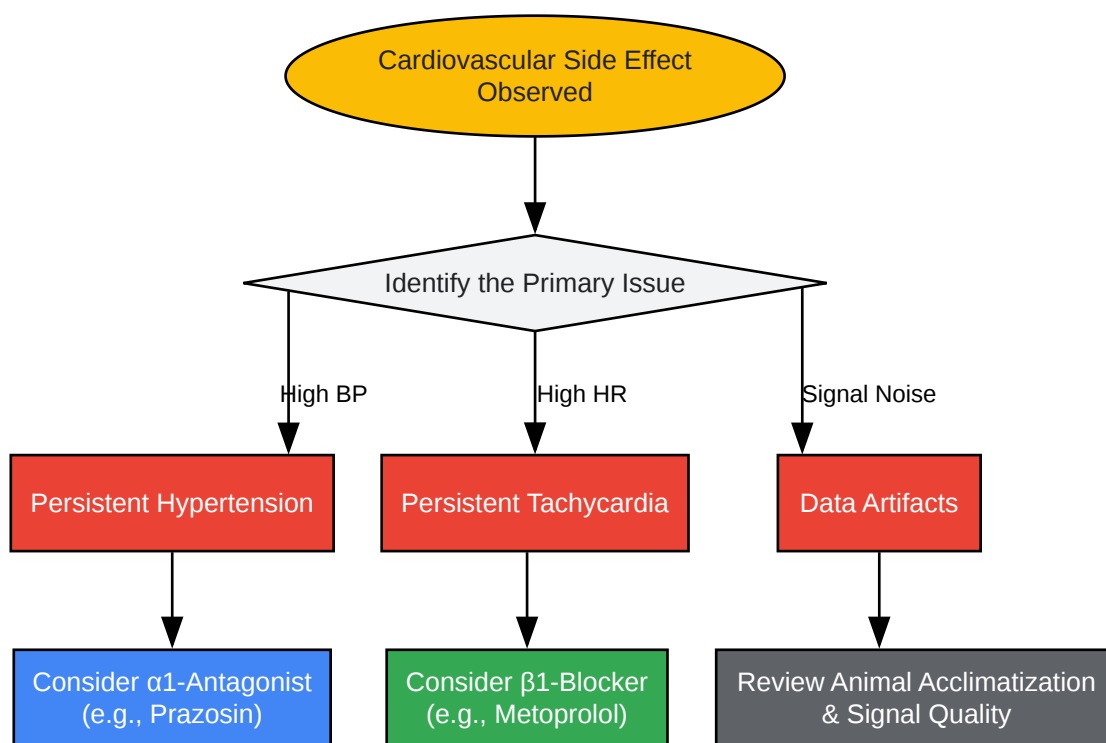 Cardiovascular Side Effect
Observed
Identify the Primary Issue
High BP
High HR
Signal Noise
Persistent Hypertension
Persistent Tachycardia
Data Artifacts
Consider α1-Antagonist
(e.g., Prazosin)
Consider β1-Blocker
(e.g., Metoprolol)
Review Animal Acclimatization
& Signal Quality